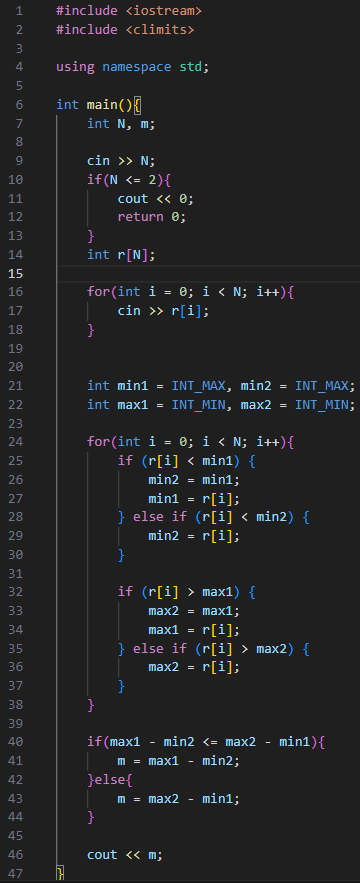 1 #include <iostream>
2 #include <climits>
3
4 using namespace std;
5
6 int main(){
7     int N, m;
8
9     cin >> N;
10     if(N <= 2){
11         cout << 0;
12         return 0;
13     }
14     int r[N];
15
16     for(int i = 0; i < N; i++){
17         cin >> r[i];
18     }
19
20
21     int min1 = INT_MAX, min2 = INT_MAX;
22     int max1 = INT_MIN, max2 = INT_MIN;
23
24     for(int i = 0; i < N; i++){
25         if (r[i] < min1) {
26             min2 = min1;
27             min1 = r[i];
28         } else if (r[i] < min2) {
29             min2 = r[i];
30         }
31
32         if (r[i] > max1) {
33             max2 = max1;
34             max1 = r[i];
35         } else if (r[i] > max2) {
36             max2 = r[i];
37         }
38     }
39
40     if(max1 - min2 <= max2 - min1){
41         m = max1 - min2;
42     }else{
43         m = max2 - min1;
44     }
45
46     cout << m;
47 }